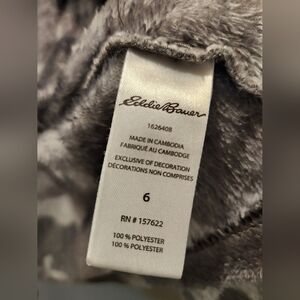 Eddie Bauer
1626408
MADE IN CAMBODIA
FABRIQUÉ AU CAMBODGE
EXCLUSIVE OF DECORATION
DÉCORATIONS NON COMPRISES
6
RN # 157622
100 % POLYESTER
100 % POLYESTER